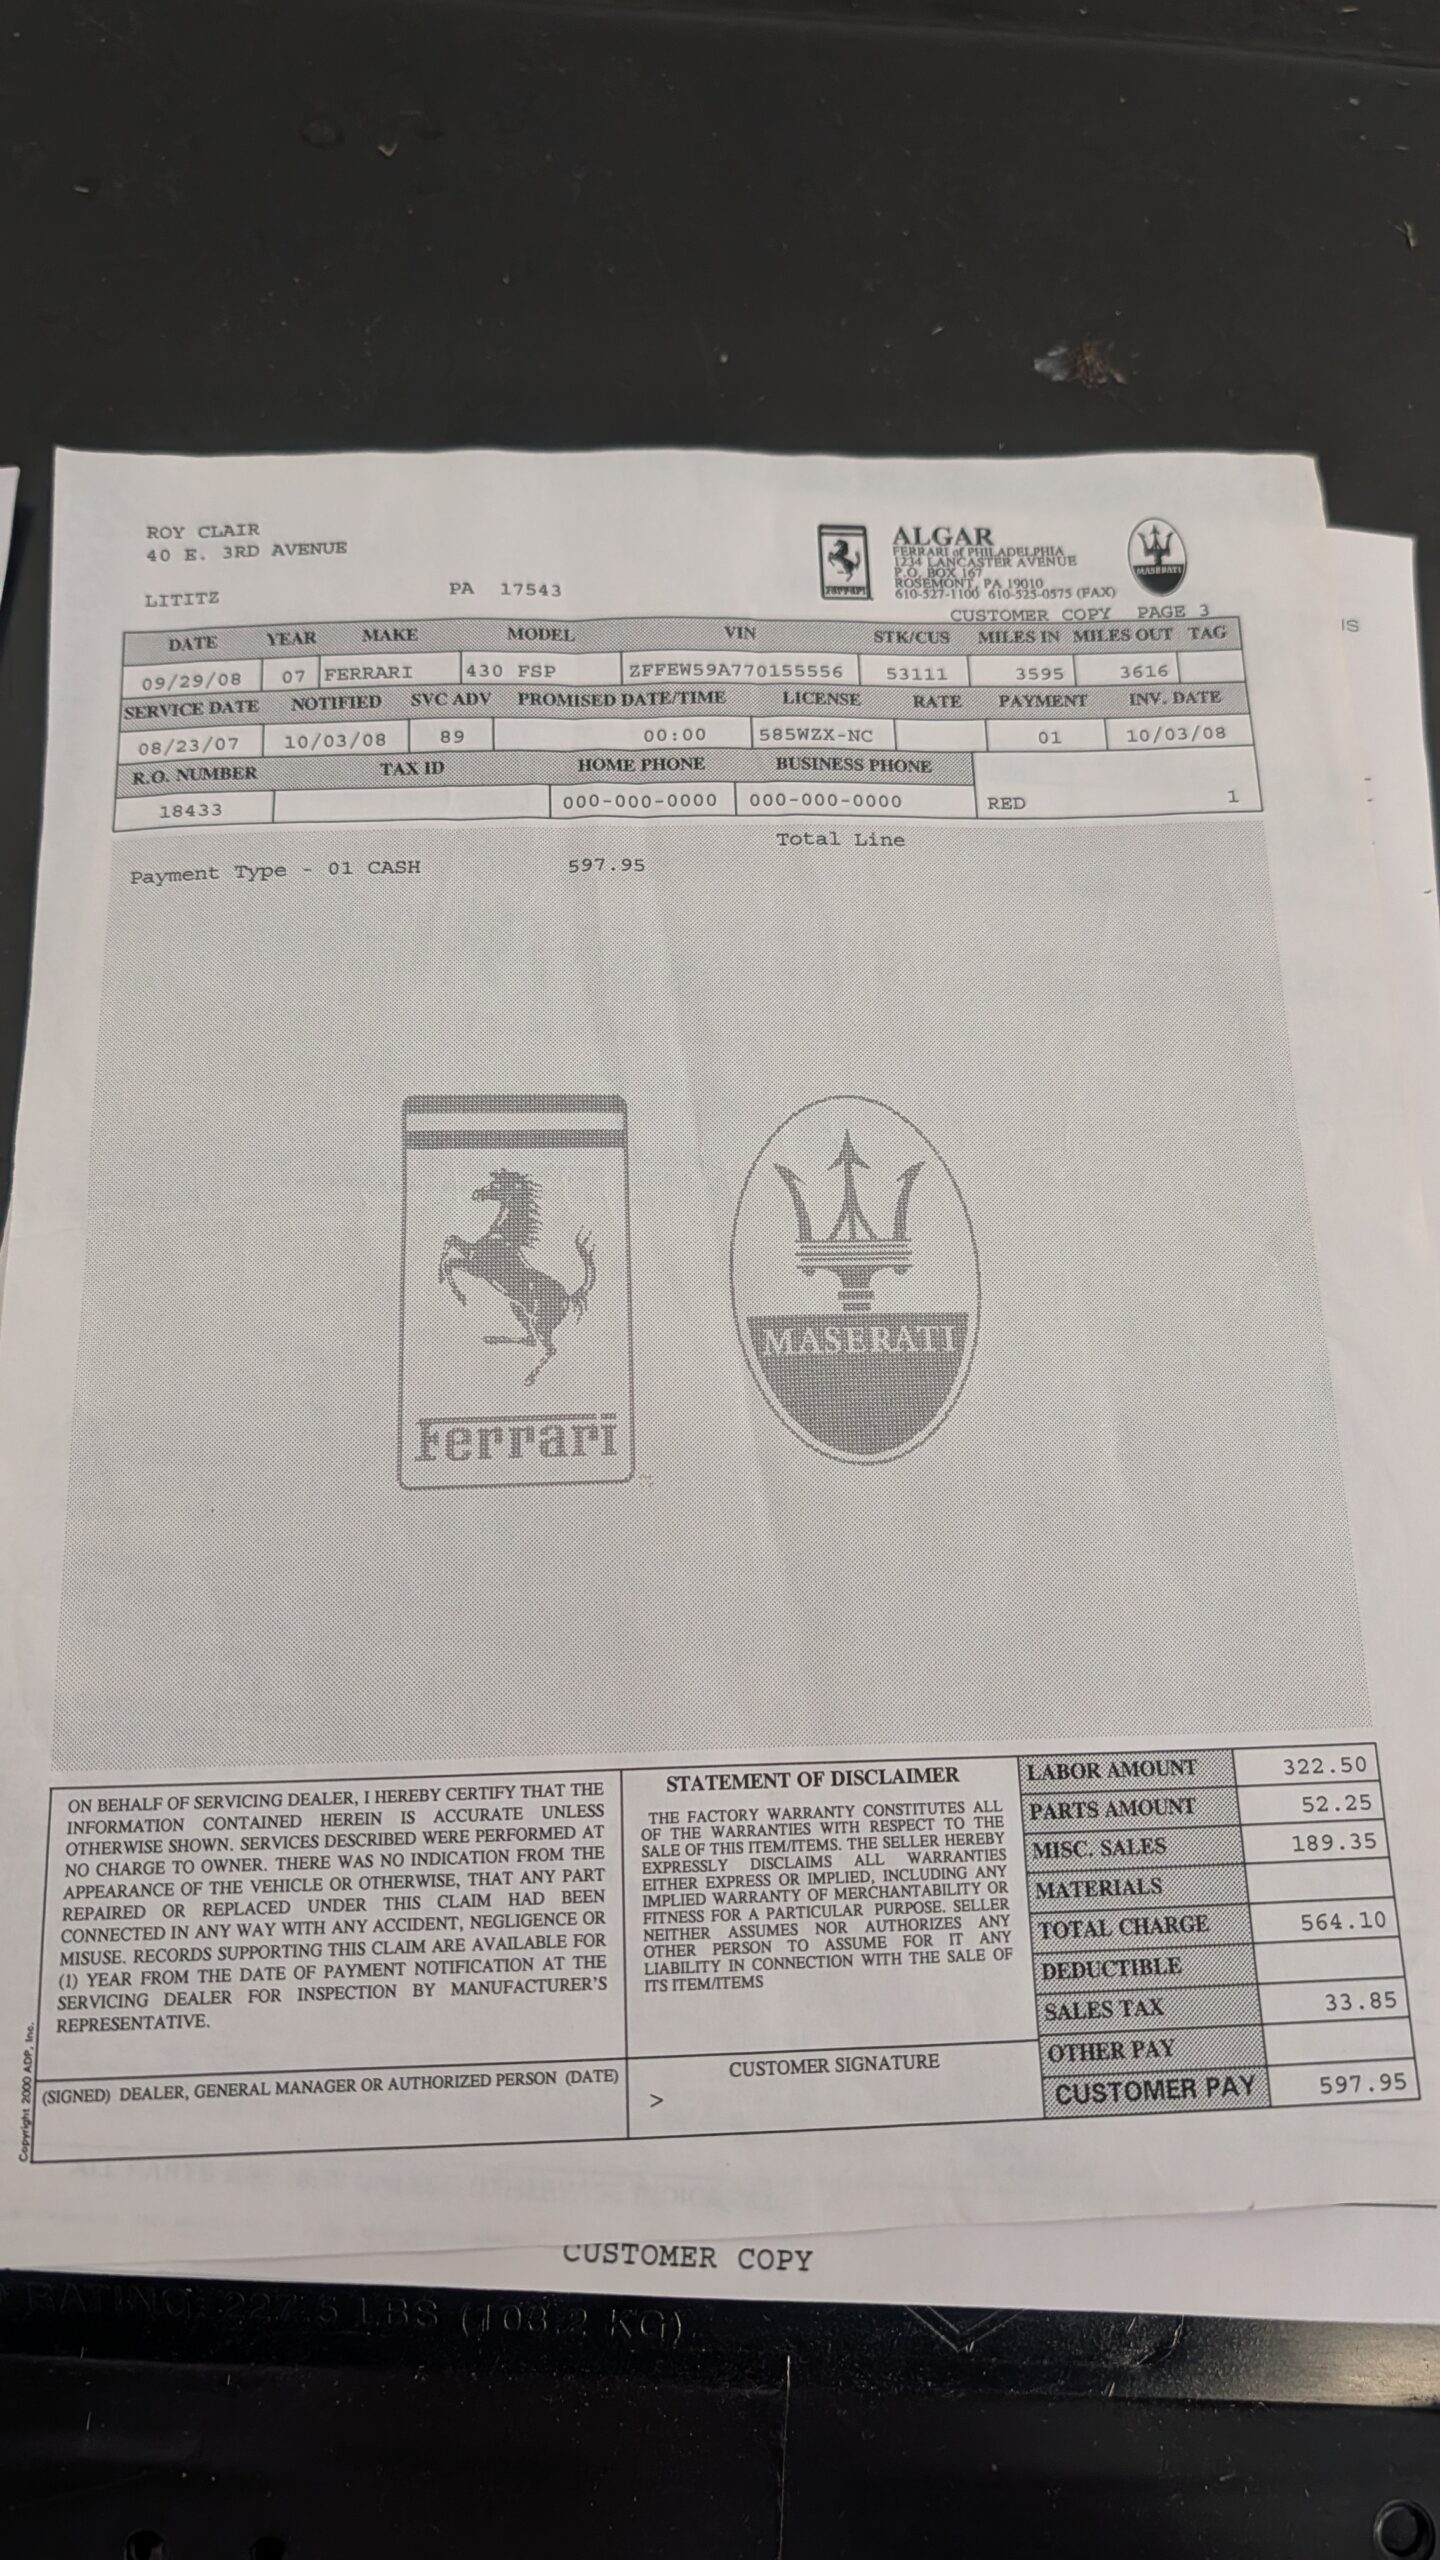 ROY CLAIR
40 E. 3RD AVENUE
LITITZ PA 17543
Ferrari
ALGAR
FERRARI of PHILADELPHIA
1234 LANCASTER AVENUE
P.O. BOX 167
ROSEMONT, PA 19010
610-527-1100 610-525-0575 (FAX)
MASERATI
CUSTOMER COPY PAGE 3
IS
DATE YEAR MAKE MODEL VIN STK/CUS MILES IN MILES OUT TAG
09/29/08 07 FERRARI 430 FSP ZFFEW59A770155556 53111 3595 3616
SERVICE DATE NOTIFIED SVC ADV PROMISED DATE/TIME LICENSE RATE PAYMENT INV. DATE
08/23/07 10/03/08 89 00:00 585WZX-NC 01 10/03/08
R.O. NUMBER TAX ID HOME PHONE BUSINESS PHONE
18433 000-000-0000 000-000-0000 RED 1
Total Line
Payment Type - 01 CASH 597.95
Ferrari
MASERATI
ON BEHALF OF SERVICING DEALER, I HEREBY CERTIFY THAT THE
INFORMATION CONTAINED HEREIN IS ACCURATE UNLESS
OTHERWISE SHOWN. SERVICES DESCRIBED WERE PERFORMED AT
NO CHARGE TO OWNER. THERE WAS NO INDICATION FROM THE
APPEARANCE OF THE VEHICLE OR OTHERWISE, THAT ANY PART
REPAIRED OR REPLACED UNDER THIS CLAIM HAD BEEN
CONNECTED IN ANY WAY WITH ANY ACCIDENT, NEGLIGENCE OR
MISUSE. RECORDS SUPPORTING THIS CLAIM ARE AVAILABLE FOR
(1) YEAR FROM THE DATE OF PAYMENT NOTIFICATION AT THE
SERVICING DEALER FOR INSPECTION BY MANUFACTURER'S
REPRESENTATIVE.
(SIGNED) DEALER, GENERAL MANAGER OR AUTHORIZED PERSON (DATE)
Copyright 2000 ADP, Inc.
STATEMENT OF DISCLAIMER
THE FACTORY WARRANTY CONSTITUTES ALL
OF THE WARRANTIES WITH RESPECT TO THE
SALE OF THIS ITEM/ITEMS. THE SELLER HEREBY
EXPRESSLY DISCLAIMS ALL WARRANTIES
EITHER EXPRESS OR IMPLIED, INCLUDING ANY
IMPLIED WARRANTY OF MERCHANTABILITY OR
FITNESS FOR A PARTICULAR PURPOSE. SELLER
NEITHER ASSUMES NOR AUTHORIZES ANY
OTHER PERSON TO ASSUME FOR IT ANY
LIABILITY IN CONNECTION WITH THE SALE OF
ITS ITEM/ITEMS
CUSTOMER SIGNATURE
>
LABOR AMOUNT 322.50
PARTS AMOUNT 52.25
MISC. SALES 189.35
MATERIALS
TOTAL CHARGE 564.10
DEDUCTIBLE
SALES TAX 33.85
OTHER PAY
CUSTOMER PAY 597.95
CUSTOMER COPY
RATING: 227.5 LBS (103.2 KG)